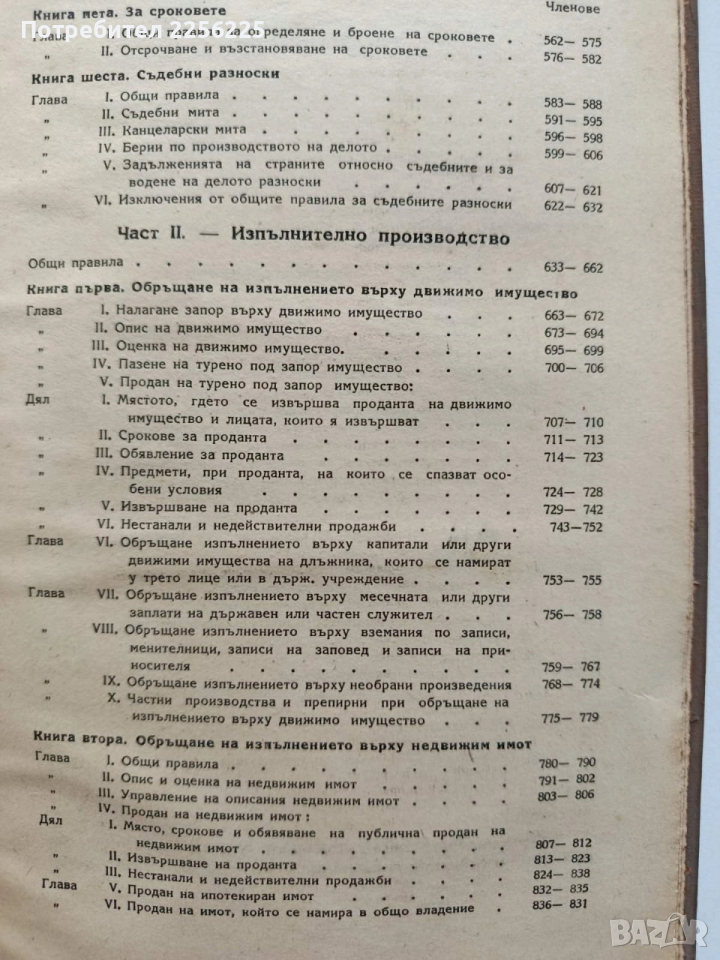 Книга пета. За сроковете Членове
Потребител 2256225
Глава I. Общи правила за определяне и броене на сроковете . 562— 575
„ II. Отсрочване и възстановяване на сроковете . . 576— 582
Книга шеста. Съдебни разноски
Глава I. Общи правила . . . . . . . . . . 583— 588
„ II. Съдебни мита . . . . . . . . . . 591— 595
„ III. Канцеларски мита . . . . . . . . . 596— 598
„ IV. Берии по производството на делото . . . . . 599— 606
„ V. Задълженията на страните относно съдебните и за
водене на делото разноски . . . . . . 607— 621
„ VI. Изключения от общите правила за съдебните разноски 622— 632
Част II. — Изпълнително производство
Общи правила . . . . . . . . . . . . 633— 662
Книга първа. Обръщане на изпълнението върху движимо имущество
Глава I. Налагане запор върху движимо имущество . . . 663— 672
„ II. Опис на движимо имущество . . . . . . 673— 694
„ III. Оценка на движимо имущество. . . . . . 695— 699
„ IV. Пазене на турено под запор имущество . . . . 700— 706
„ V. Продан на турено под запор имущество:
Дял I. Мястото, гдето се извършва проданта на движимо
имущество и лицата, които я извършват . . . 707— 710
„ II. Срокове за проданта . . . . . . . . 711— 713
„ III. Обявление за проданта . . . . . . . 714— 723
„ IV. Предмети, при проданта, на които се спазват осо-
бени условия . . . . . . . . . 724— 728
„ V. Извършване на проданта . . . . . . . 729— 742
„ VI. Нестанали и недействителни продажби . . . . 743—752
Глава VI. Обръщане изпълнението върху капитали или други
движими имущества на длъжника, които се намират
у трето лице или в държ. учреждение . . . . 753— 755
Глава VII. Обръщане изпълнението върху месечната или други
заплати на държавен или частен служител . . . 756— 758
„ VIII. Обръщане изпълнението върху вземания по записи,
менителници, записи на заповед и записи на при-
носителя . . . . . . . . . . 759— 767
„ IX. Обръщане изпълнението върху необрани произведения 768— 774
„ X. Частни производства и препирни при обръщане на
изпълнението върху движимо имущество . . . 775— 779
Книга втора. Обръщане на изпълнението върху недвижим имот
Глава I. Общи правила . . . . . . . . . . 780— 790
„ II. Опис и оценка на недвижим имот . . . . . 791— 802
„ III. Управление на описания недвижим имот . . . . 803— 806
„ IV. Продан на недвижим имот :
Дял I. Място, срокове и обявяване на публична продан на
недвижим имот . . . . . . . . 807— 812
„ II. Извършване на проданта . . . . . . . 813— 823
„ III. Нестанали и недействителни продажби . . . . 824— 838
Глава V. Продан на ипотекиран имот . . . . . . 832— 835
„ VI. Продан на имот, който се намира в общо владение . . 836— 831
BAZAR